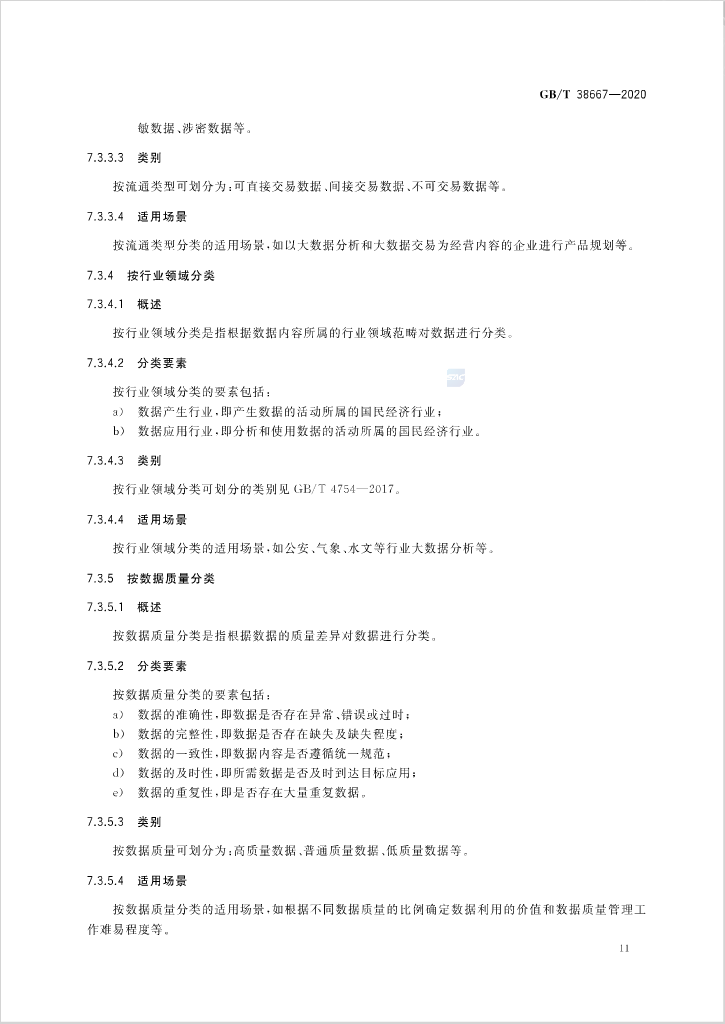 GB/T 38667—2020
敏数据、涉密数据等。
7.3.3.3 类别
按流通类型可划分为:可直接交易数据、间接交易数据、不可交易数据等。
7.3.3.4 适用场景
按流通类型分类的适用场景,如以大数据分析和大数据交易为经营内容的企业进行产品规划等。
7.3.4 按行业领域分类
7.3.4.1 概述
按行业领域分类是指根据数据内容所属的行业领域范畴对数据进行分类。
7.3.4.2 分类要素
SAC
按行业领域分类的要素包括:
a) 数据产生行业,即产生数据的活动所属的国民经济行业;
b) 数据应用行业,即分析和使用数据的活动所属的国民经济行业。
7.3.4.3 类别
按行业领域分类可划分的类别见 GB/T 4754—2017。
7.3.4.4 适用场景
按行业领域分类的适用场景,如公安、气象、水文等行业大数据分析等。
7.3.5 按数据质量分类
7.3.5.1 概述
按数据质量分类是指根据数据的质量差异对数据进行分类。
7.3.5.2 分类要素
按数据质量分类的要素包括:
a) 数据的准确性,即数据是否存在异常、错误或过时;
b) 数据的完整性,即数据是否存在缺失及缺失程度;
c) 数据的一致性,即数据内容是否遵循统一规范;
d) 数据的及时性,即所需数据是否及时到达目标应用;
e) 数据的重复性,即是否存在大量重复数据。
7.3.5.3 类别
按数据质量可划分为:高质量数据、普通质量数据、低质量数据等。
7.3.5.4 适用场景
按数据质量分类的适用场景,如根据不同数据质量的比例确定数据利用的价值和数据质量管理工
作难易程度等。
11